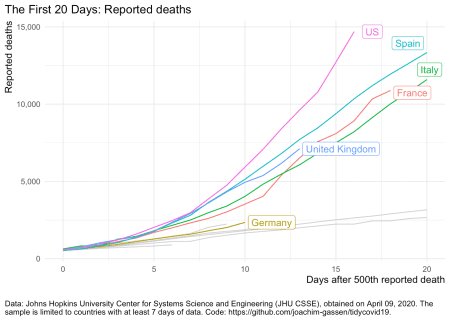 The First 20 Days: Reported deaths
Reported deaths
15,000
10,000
5,000
0
US
Spain
Italy
France
United Kingdom
Germany
0
5
10
15
20
Days after 500th reported death
Data: Johns Hopkins University Center for Systems Science and Engineering (JHU CSSE), obtained on April 09, 2020. The
sample is limited to countries with at least 7 days of data. Code: https://github.com/joachim-gassen/tidycovid19.